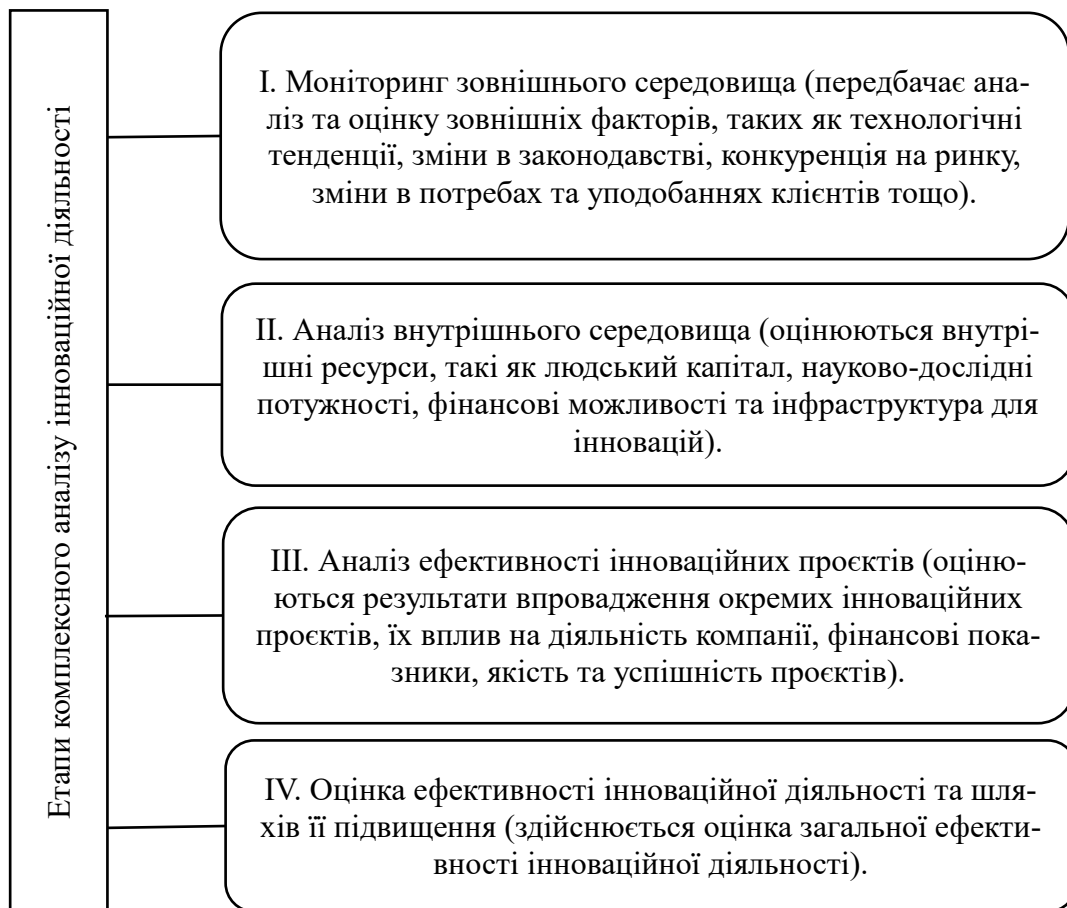 Етапи комплексного аналізу інноваційної діяльності
І. Моніторинг зовнішнього середовища (передбачає ана-
ліз та оцінку зовнішніх факторів, таких як технологічні
тенденції, зміни в законодавстві, конкуренція на ринку,
зміни в потребах та уподобаннях клієнтів тощо).
ІІ. Аналіз внутрішнього середовища (оцінюються внутрі-
шні ресурси, такі як людський капітал, науково-дослідні
потужності, фінансові можливості та інфраструктура для
інновацій).
ІІІ. Аналіз ефективності інноваційних проєктів (оціню-
ються результати впровадження окремих інноваційних
проєктів, їх вплив на діяльність компанії, фінансові пока-
зники, якість та успішність проєктів).
IV. Оцінка ефективності інноваційної діяльності та шля-
хів її підвищення (здійснюється оцінка загальної ефекти-
вності інноваційної діяльності).